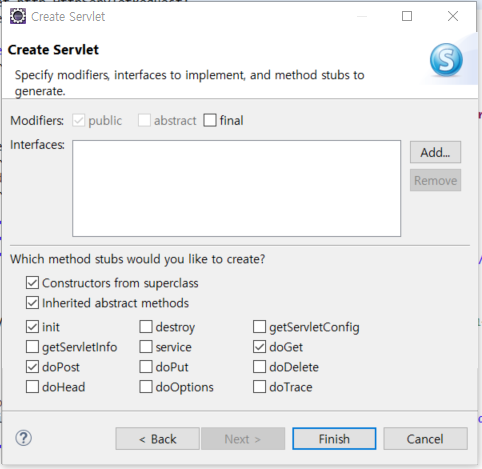 Create Servlet
Create Servlet
Specify modifiers, interfaces to implement, and method stubs to
generate.
S
Modifiers: public abstract final
Interfaces:
Add...
Remove
Which method stubs would you like to create?
Constructors from superclass
Inherited abstract methods
init destroy getServletConfig
getServletInfo service doGet
doPost doPut doDelete
doHead doOptions doTrace
? < Back Next > Finish Cancel